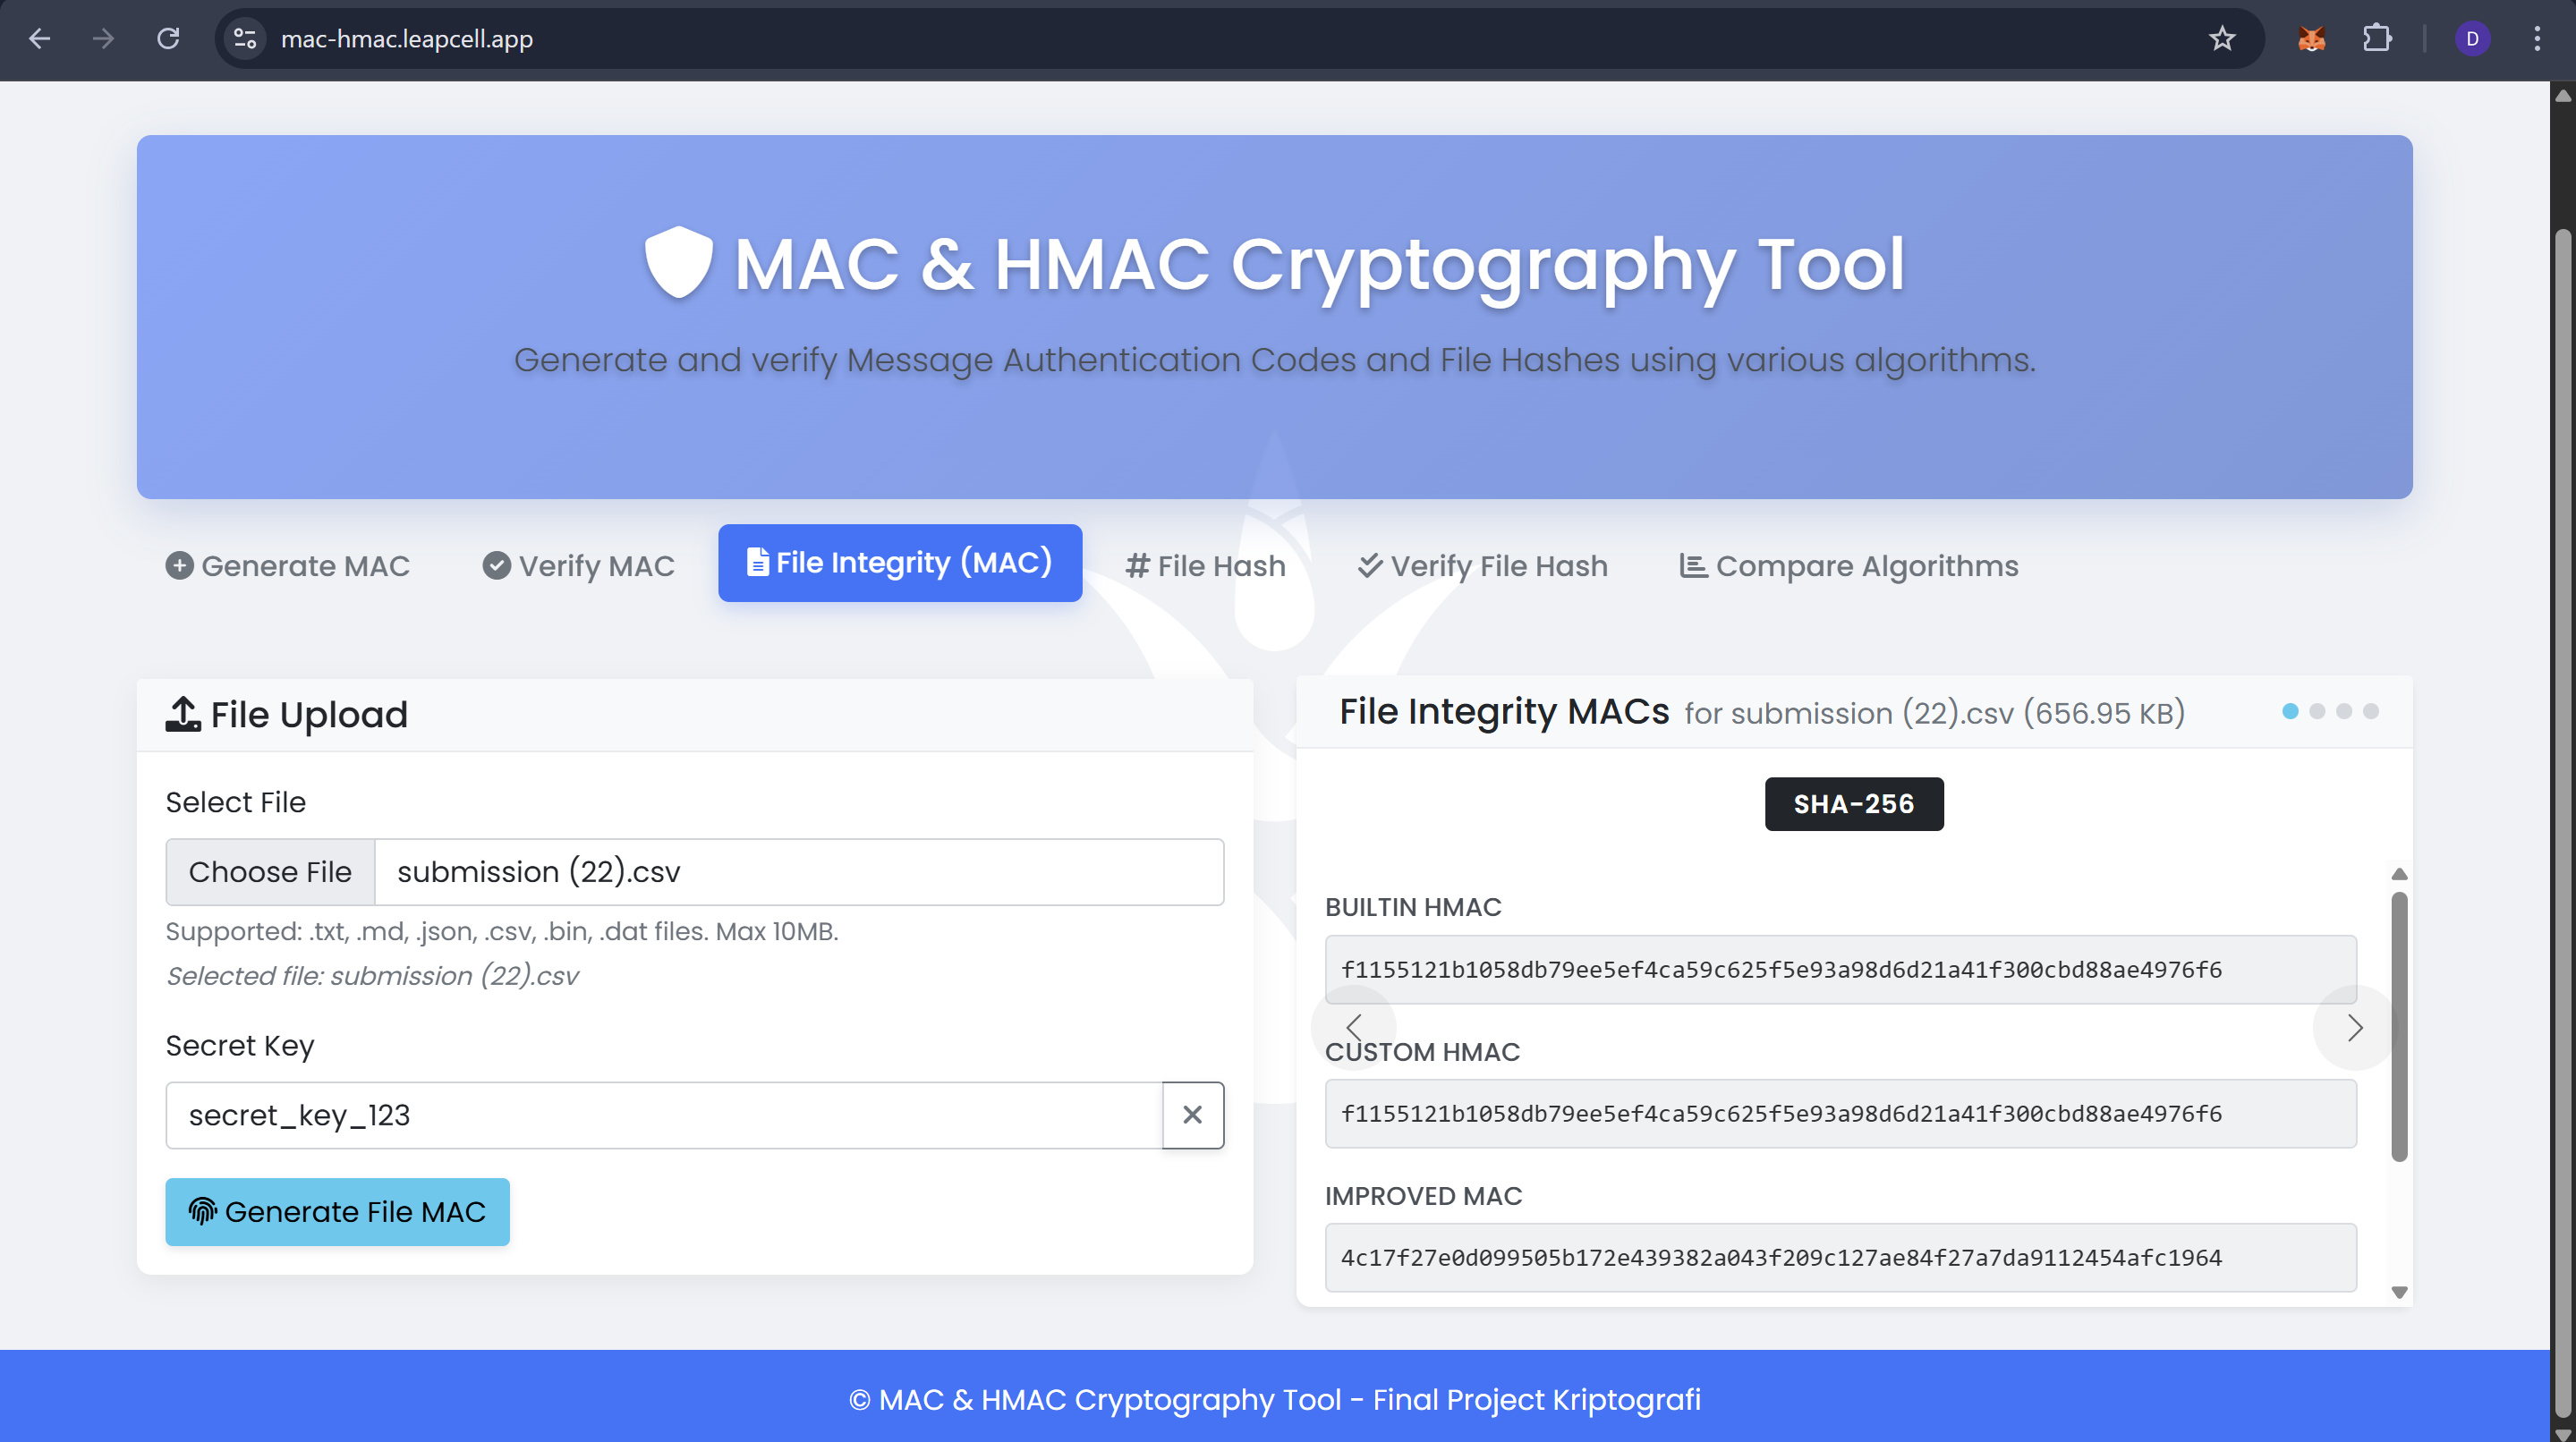 mac-hmac.leapcell.app
D
MAC & HMAC Cryptography Tool
Generate and verify Message Authentication Codes and File Hashes using various algorithms.
Generate MAC
Verify MAC
File Integrity (MAC)
File Hash
Verify File Hash
Compare Algorithms
File Upload
Select File
Choose File submission (22).csv
Supported: .txt, .md, .json, .csv, .bin, .dat files. Max 10MB.
Selected file: submission (22).csv
Secret Key
secret_key_123
Generate File MAC
File Integrity MACs for submission (22).csv (656.95 KB)
SHA-256
BUILTIN HMAC
f1155121b1058db79ee5ef4ca59c625f5e93a98d6d21a41f300cbd88ae4976f6
CUSTOM HMAC
f1155121b1058db79ee5ef4ca59c625f5e93a98d6d21a41f300cbd88ae4976f6
IMPROVED MAC
4c17f27e0d099505b172e439382a043f209c127ae84f27a7da9112454afc1964
© MAC & HMAC Cryptography Tool - Final Project Kriptografi